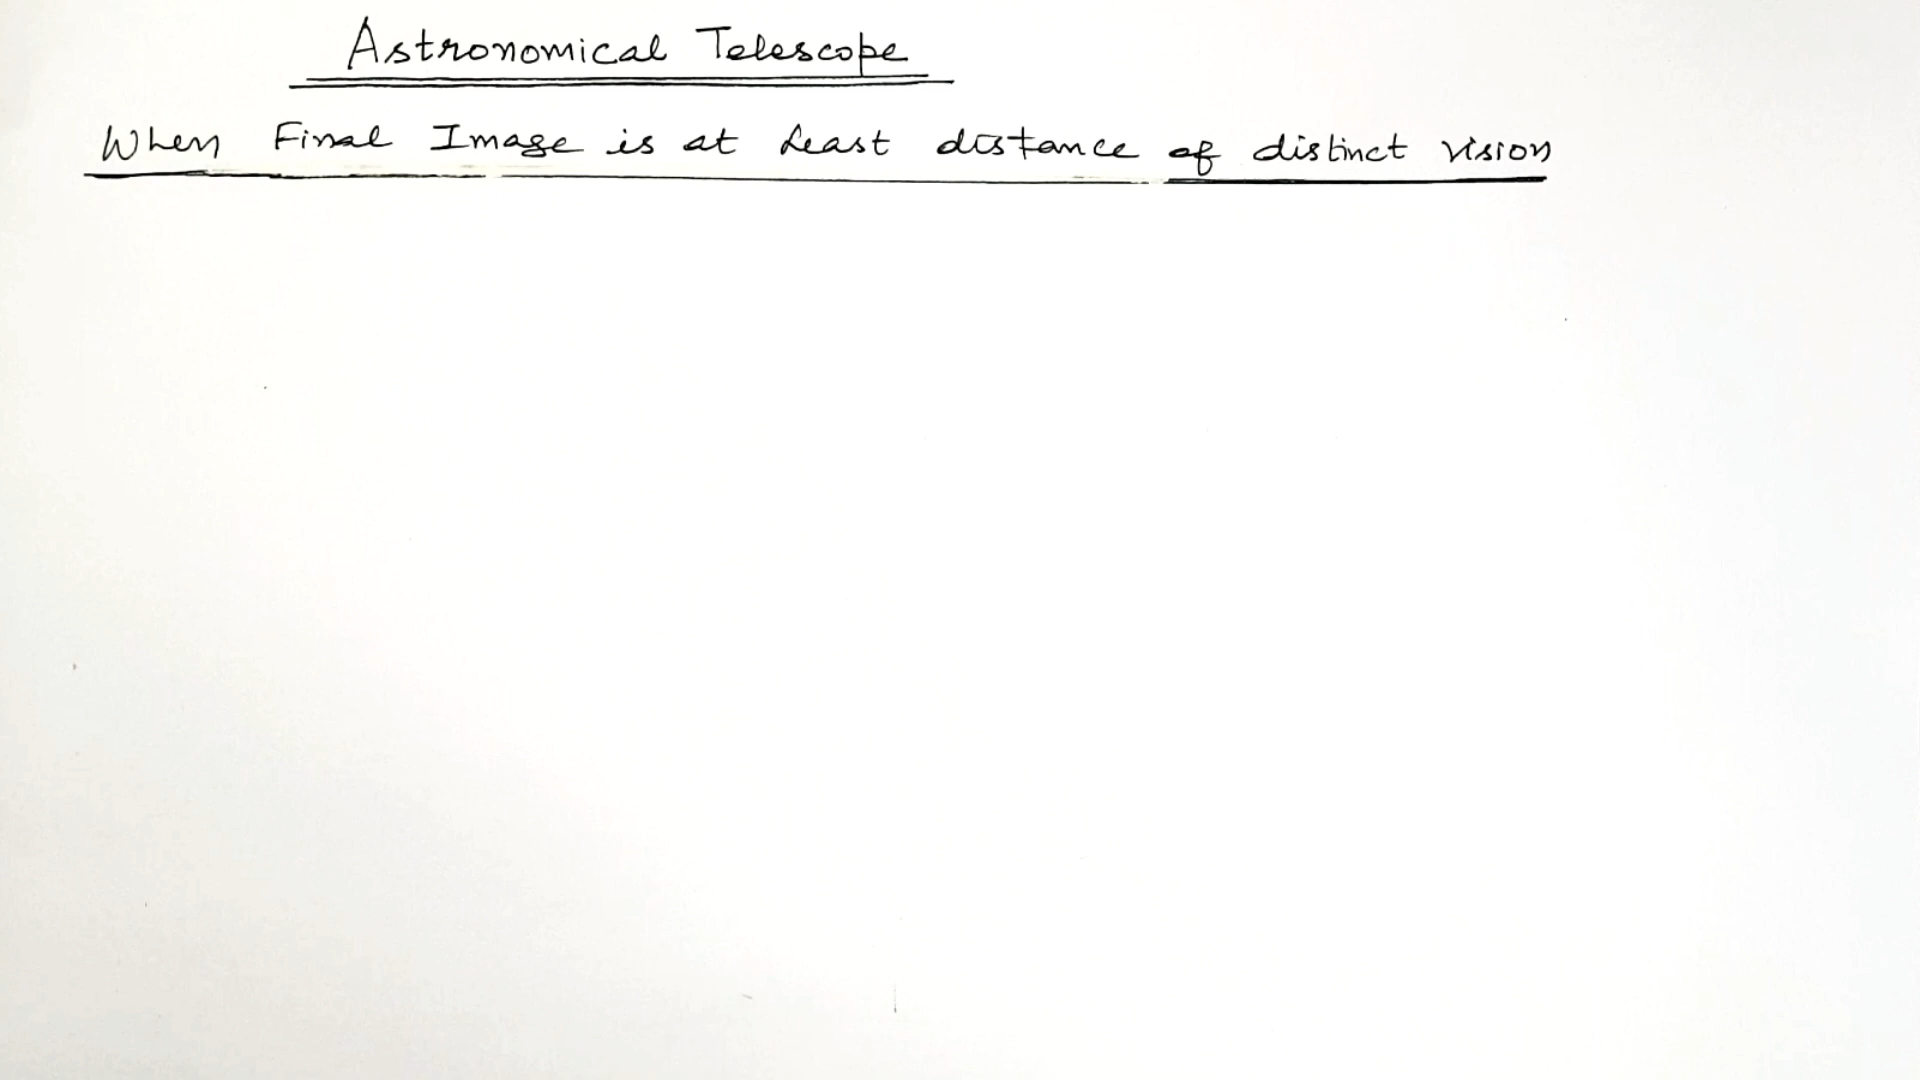 Astronomical Telescope
When Final Image is at least distance of distinct vision